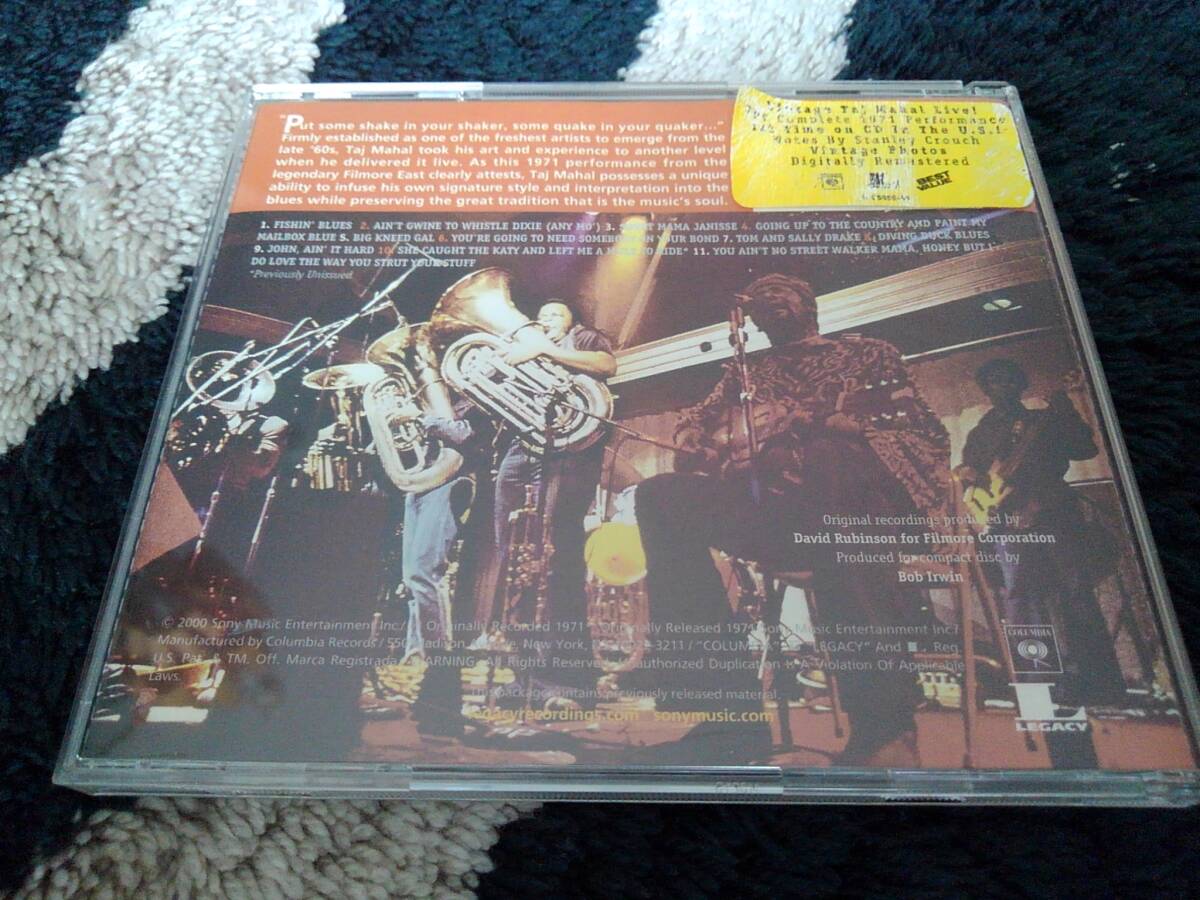 "Put some shake in your shaker, some quake in your quaker..."
Firmly established as one of the freshest artists to emerge from the
late '60s, Taj Mahal took his art and experience to another level
when he delivered it live. As this 1971 performance from the
legendary Filmore East clearly attests, Taj Mahal possesses a unique
ability to infuse his own signature style and interpretation into the
blues while preserving the great tradition that is the music's soul.
Vintage Taj Mahal Live!
Complete 1971 Performance
1st Time on CD In The U.S.!
Notes By Stanley Crouch
Vintage Photos
Digitally Remastered
BEST VALUE
1. FISHIN' BLUES 2. AIN'T GWINE TO WHISTLE DIXIE (ANY MO') 3. SWEET MAMA JANISSE 4. GOING UP TO THE COUNTRY AND PAINT MY
MAILBOX BLUE 5. BIG KNEED GAL 6. YOU'RE GOING TO NEED SOMEBODY ON YOUR BOND 7. TOM AND SALLY DRAKE 8. DIVING DUCK BLUES
9. JOHN, AIN' IT HARD 10. SHE CAUGHT THE KATY AND LEFT ME A MULE TO RIDE* 11. YOU AIN'T NO STREET WALKER MAMA, HONEY BUT I
DO LOVE THE WAY YOU STRUT YOUR STUFF
*Previously Unissued
Original recordings produced by
David Rubinson for Filmore Corporation
Produced for compact disc by
Bob Irwin
© 2000 Sony Music Entertainment Inc./ Originally Recorded 1971 Originally Released 1971 Sony Music Entertainment Inc./
Manufactured by Columbia Records / 550 Madison Avenue, New York, 10022-3211 / "COLUMBIA" "LEGACY" And Reg.
U.S. Pat. & TM. Off. Marca Registrada WARNING: All Rights Reserved. Unauthorized Duplication Is A Violation Of Applicable
Laws.
This package contains previously released material.
legacyrecordings.com sonymusic.com
COLUMBIA
L
LEGACY